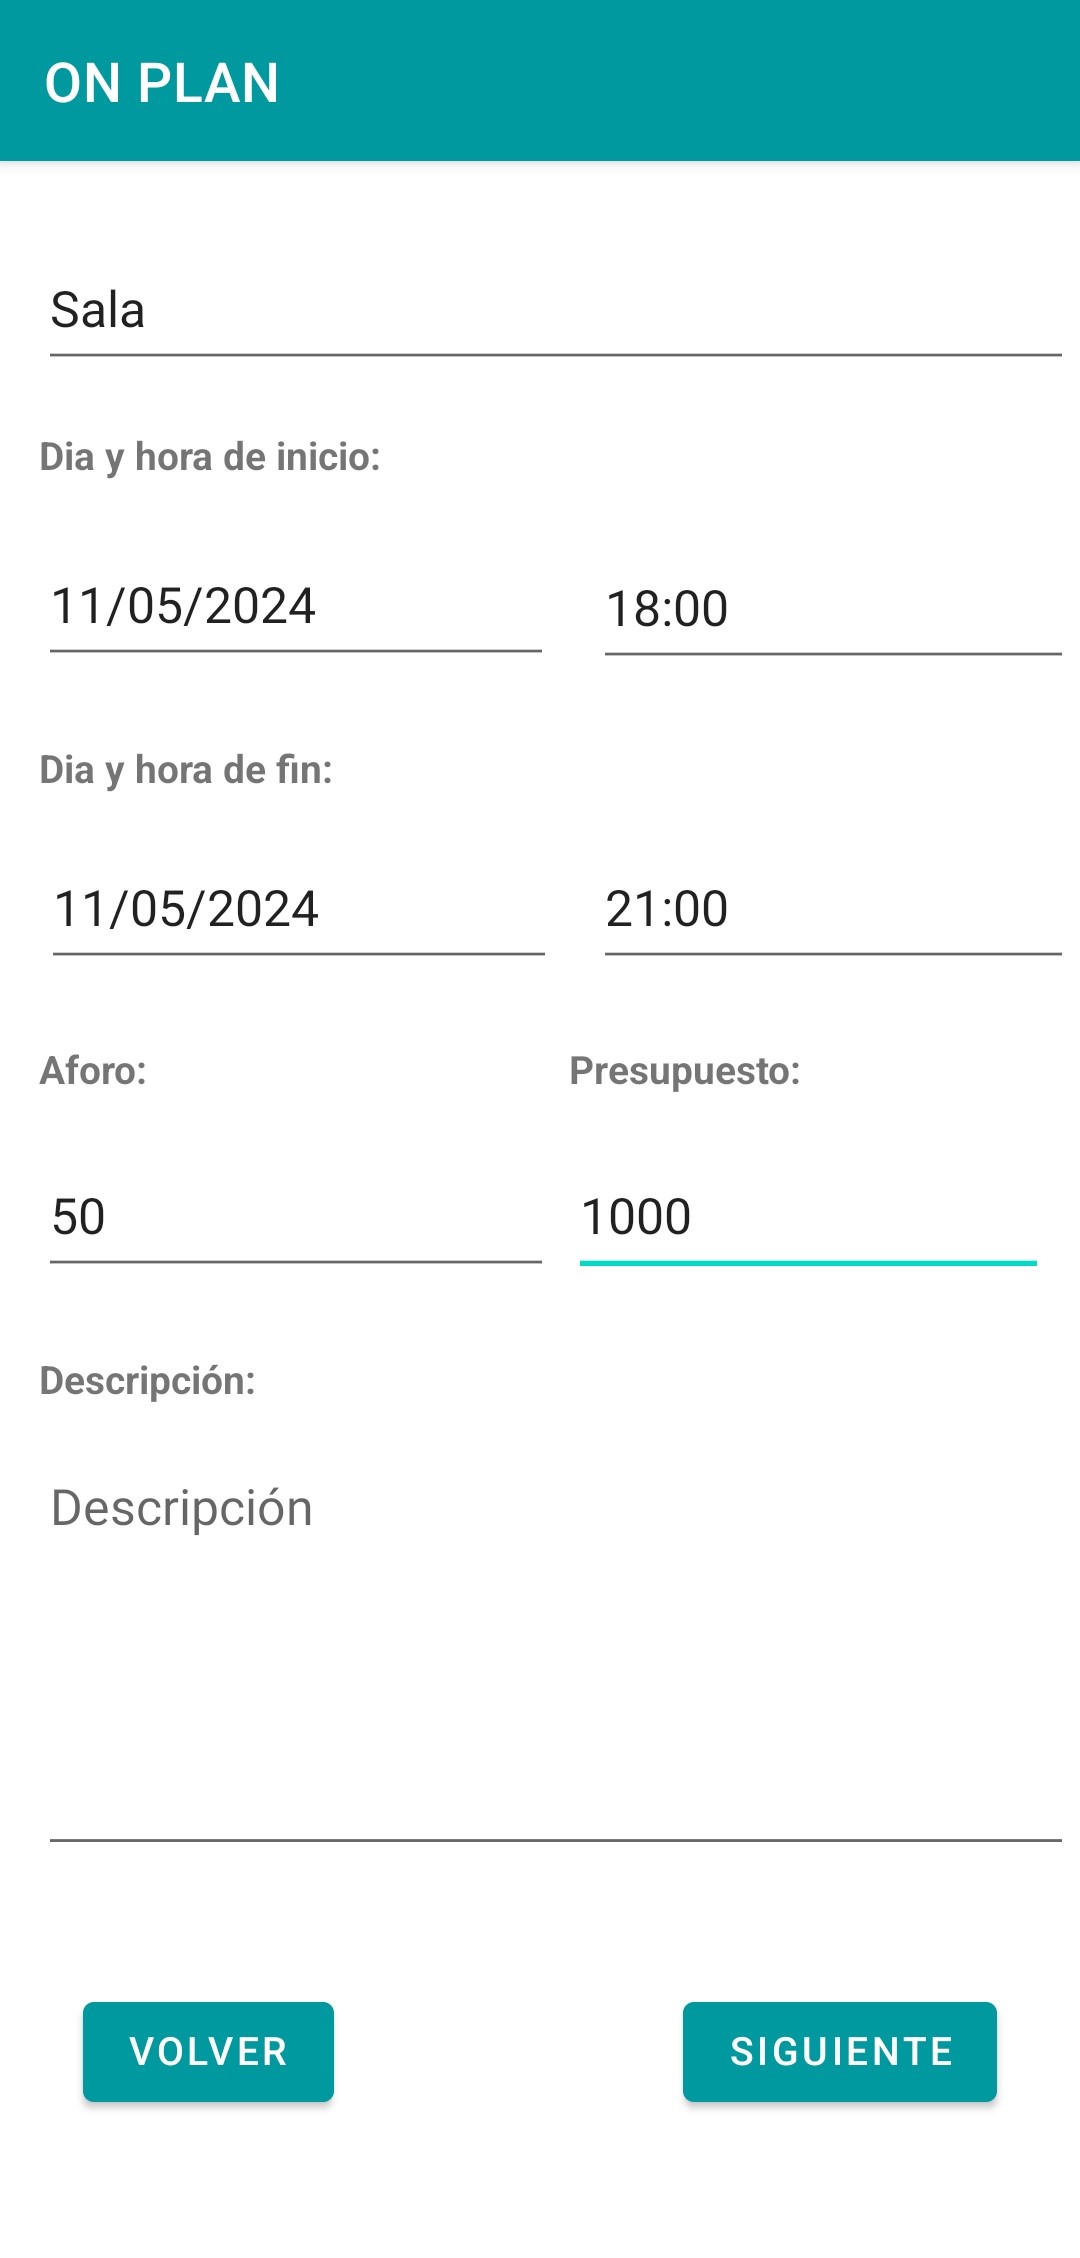 ON PLAN
Sala
Dia y hora de inicio:
11/05/2024 18:00
Dia y hora de fin:
11/05/2024 21:00
Aforo: Presupuesto:
50 1000
Descripción:
Descripción
VOLVER SIGUIENTE